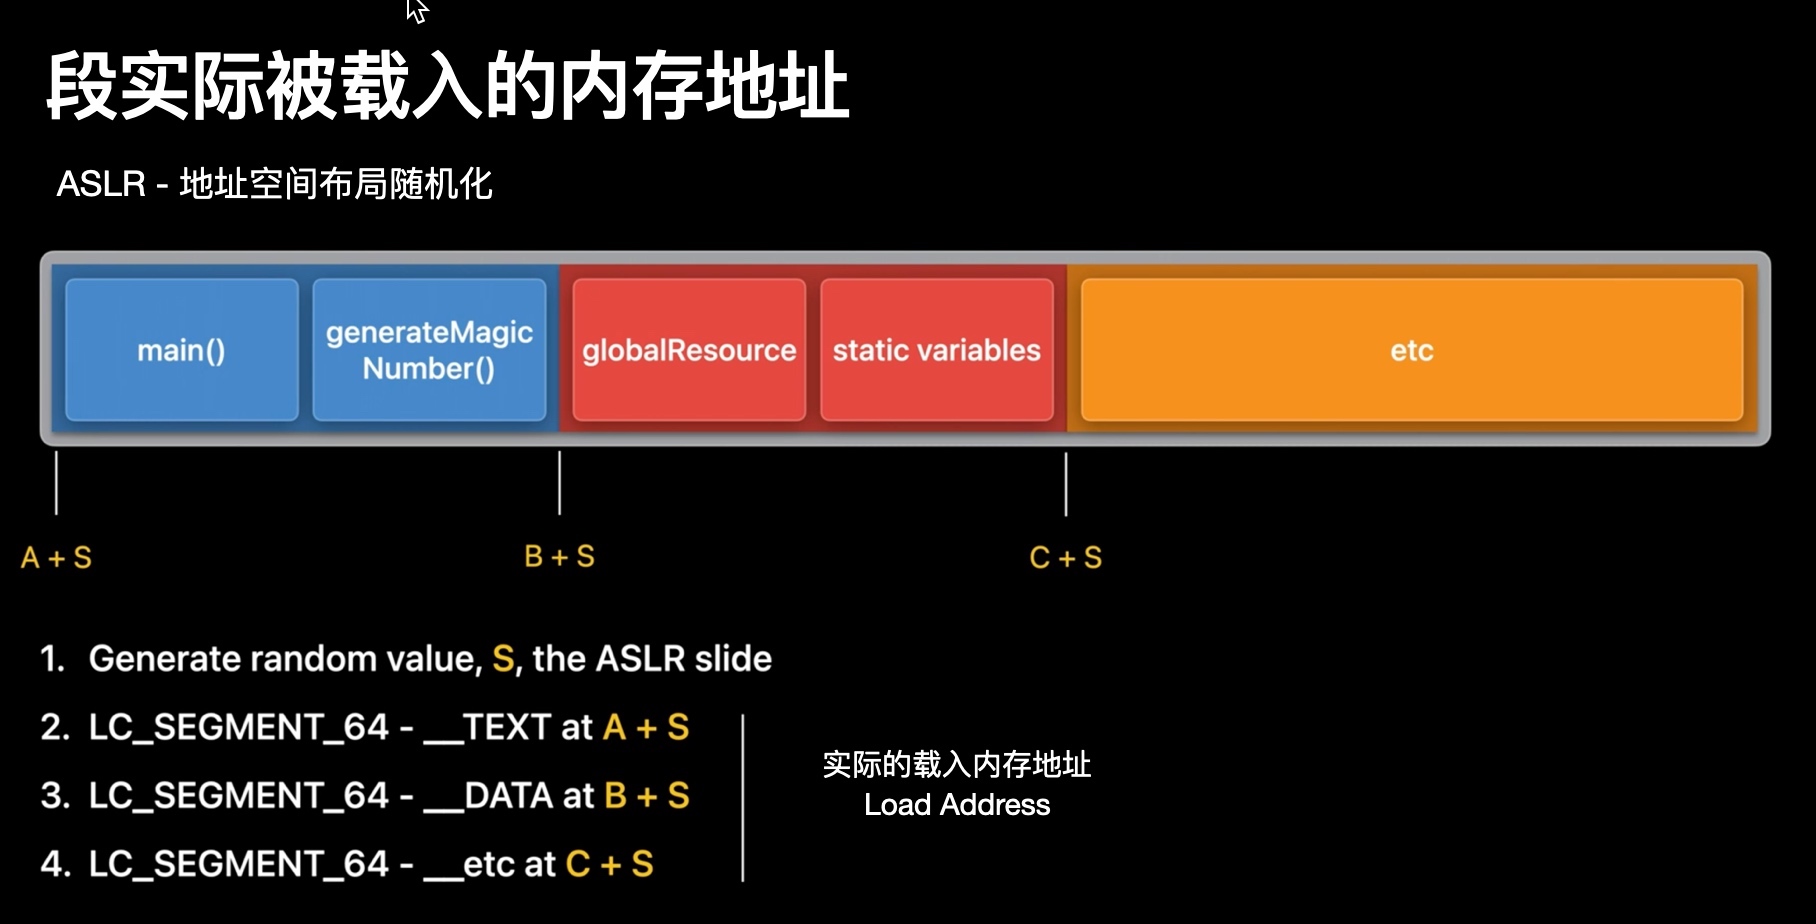 段实际被载入的内存地址
ASLR - 地址空间布局随机化
main()
generateMagic
Number()
globalResource
static variables
etc
A + S
B + S
C + S
1. Generate random value, S, the ASLR slide
2. LC_SEGMENT_64 - __TEXT at A + S
3. LC_SEGMENT_64 - __DATA at B + S
4. LC_SEGMENT_64 - __etc at C + S
实际的载入内存地址
Load Address